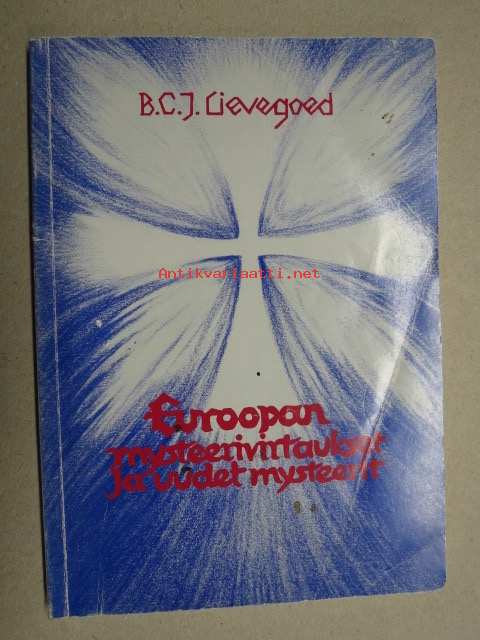 B.C.J. Lievegoed
Antikvariaatti.net
Euroopan
mysteerivirtaukset
ja uudet mysteerit